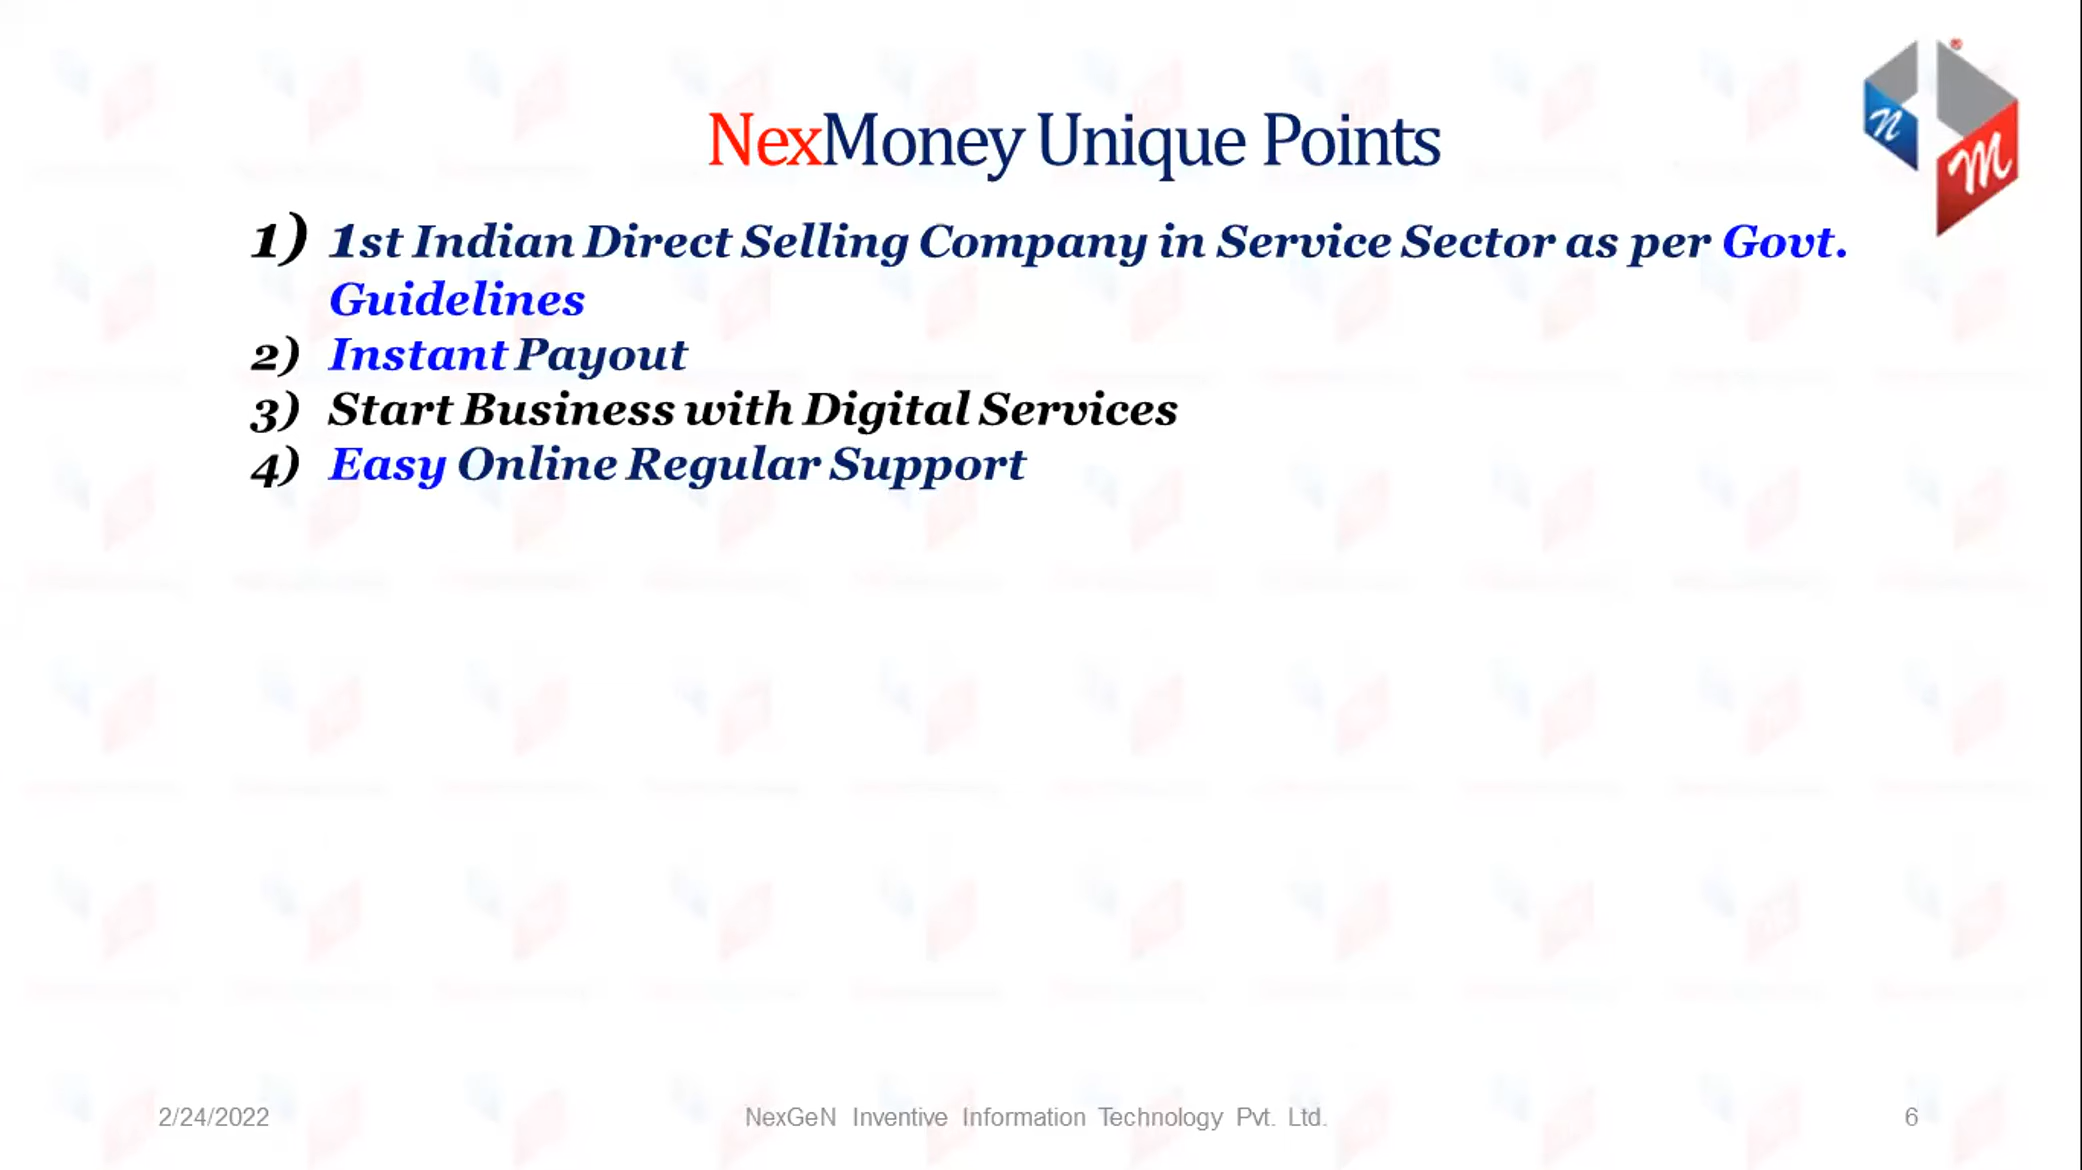 n
m
®
NexMoney Unique Points
1) 1st Indian Direct Selling Company in Service Sector as per Govt.
Guidelines
2) Instant Payout
3) Start Business with Digital Services
4) Easy Online Regular Support
2/24/2022
NexGeN Inventive Information Technology Pvt. Ltd.
6